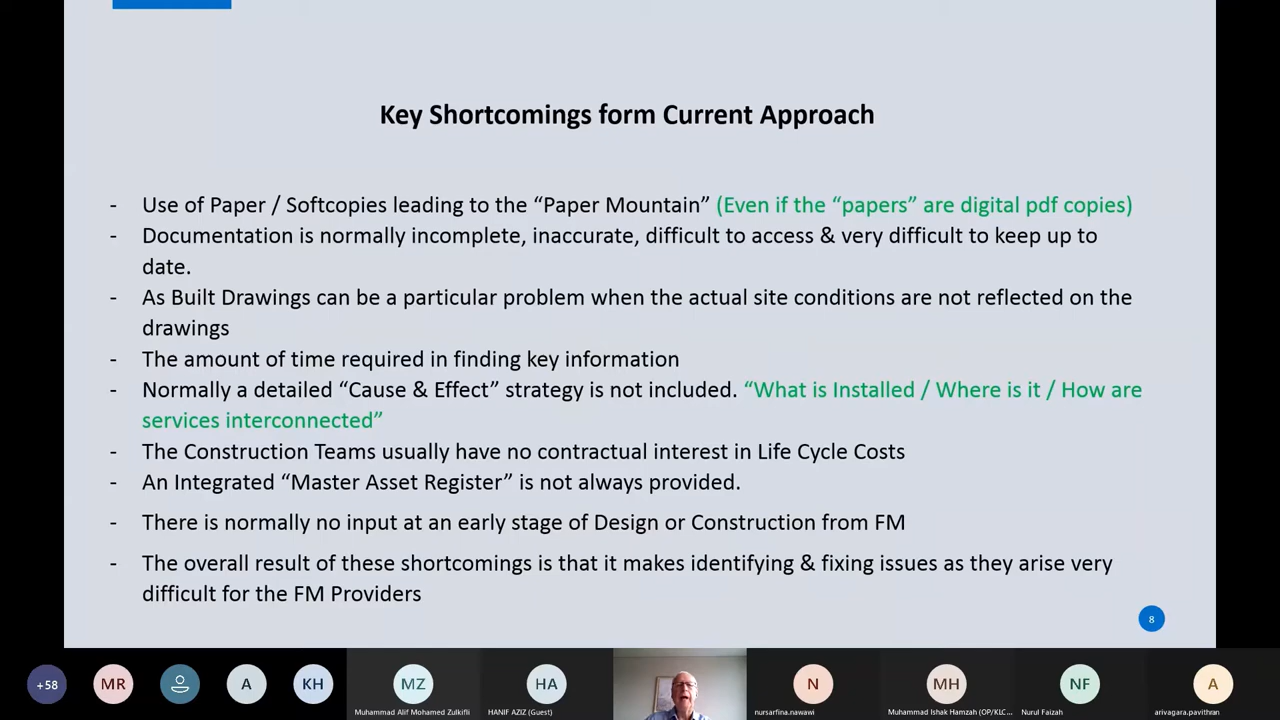 Key Shortcomings form Current Approach
- Use of Paper / Softcopies leading to the “Paper Mountain” (Even if the “papers” are digital pdf copies)
- Documentation is normally incomplete, inaccurate, difficult to access & very difficult to keep up to
date.
- As Built Drawings can be a particular problem when the actual site conditions are not reflected on the
drawings
- The amount of time required in finding key information
- Normally a detailed “Cause & Effect” strategy is not included. “What is Installed / Where is it / How are
services interconnected”
- The Construction Teams usually have no contractual interest in Life Cycle Costs
- An Integrated “Master Asset Register” is not always provided.
- There is normally no input at an early stage of Design or Construction from FM
- The overall result of these shortcomings is that it makes identifying & fixing issues as they arise very
difficult for the FM Providers
8
+58 MR A KH MZ HA N MH NF A
Muhammad Alif Mohamed Zulkifli HANIF AZIZ (Guest) nursarfina.nawawi Muhammad Ishak Hamzah (OP/KLC... Nurul Faizah arivagara.pavithran